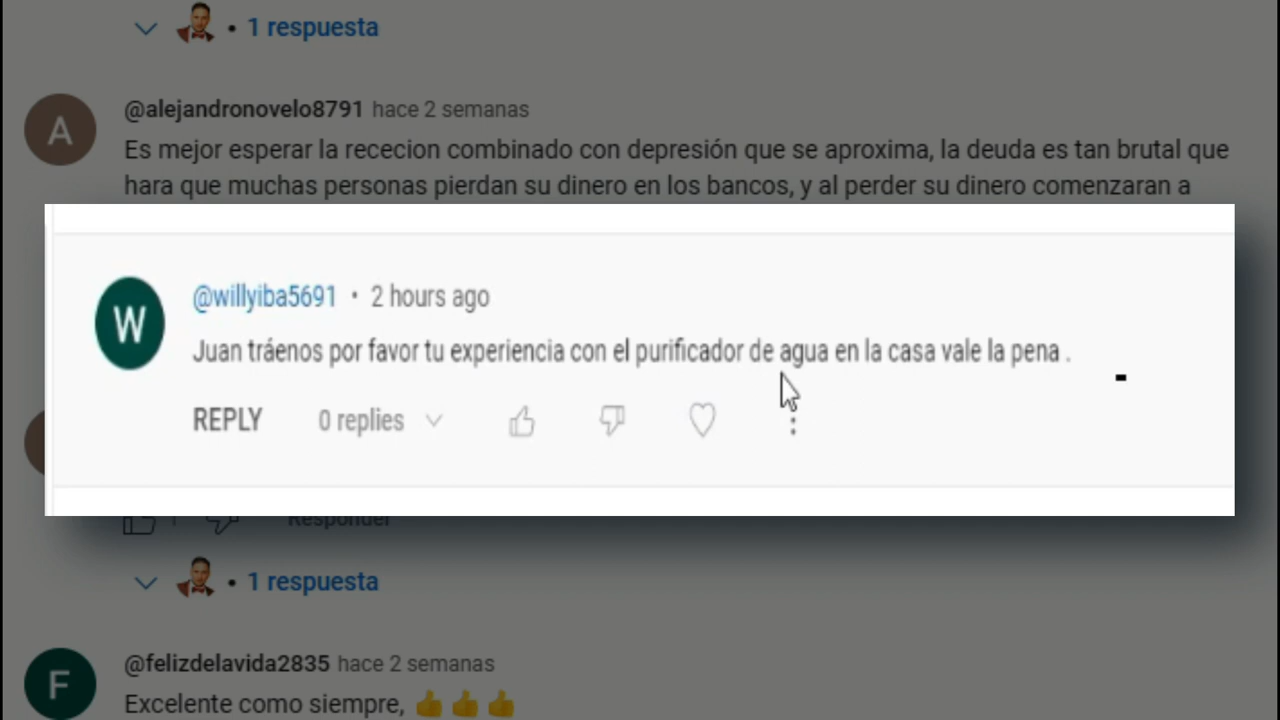 • 1 respuesta
A
@alejandronovelo8791 hace 2 semanas
Es mejor esperar la rececion combinado con depresión que se aproxima, la deuda es tan brutal que
hara que muchas personas pierdan su dinero en los bancos, y al perder su dinero comenzaran a
W
@willyiba5691 • 2 hours ago
Juan tráenos por favor tu experiencia con el purificador de agua en la casa vale la pena .
REPLY 0 replies
1 Responder
• 1 respuesta
F
@felizdelavida2835 hace 2 semanas
Excelente como siempre, 👍👍👍